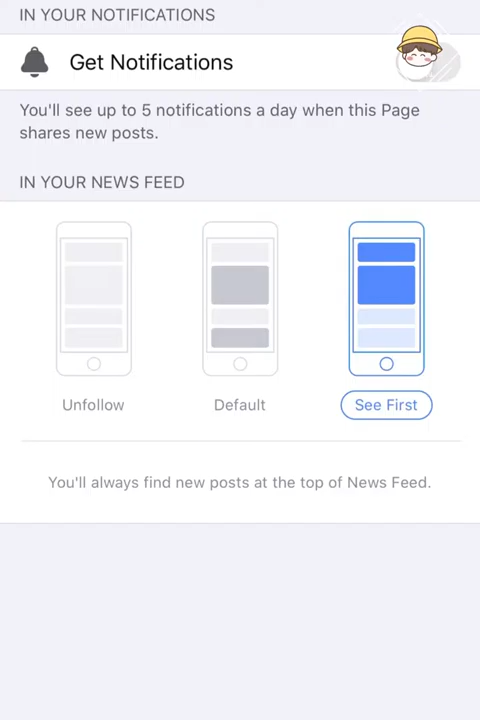 IN YOUR NOTIFICATIONS
Get Notifications
You'll see up to 5 notifications a day when this Page
shares new posts.
IN YOUR NEWS FEED
Unfollow
Default
See First
You'll always find new posts at the top of News Feed.